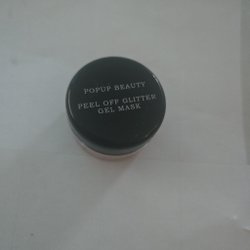 POPUP BEAUTY
PEEL OFF GLITTER
GEL MASK